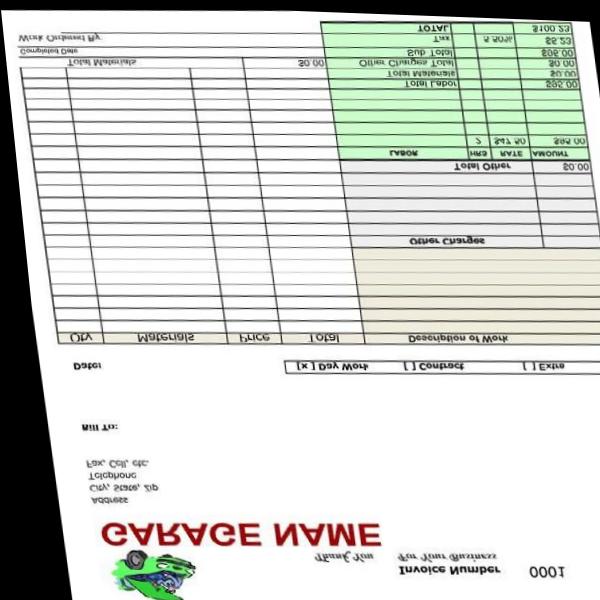 Invoice Number 0001
Thank You For Your Business
GARAGE NAME
Address
City, State, Zip
Telephone
Fax, Cell, etc.
Bill To:
Date: [x] Day Work [ ] Contract [ ] Extra
Qty Materials Price Total Description of Work
Other Charges
Total Other $0.00
LABOR HRS RATE AMOUNT
2 $47.50 $95.00
Total Labor $95.00
Total Materials $0.00
Total Materials $0.00 Other Charges Total $0.00
Completed Date Sub Total $95.00
Work Ordered By: Tax 5.50% $5.23
TOTAL $100.23